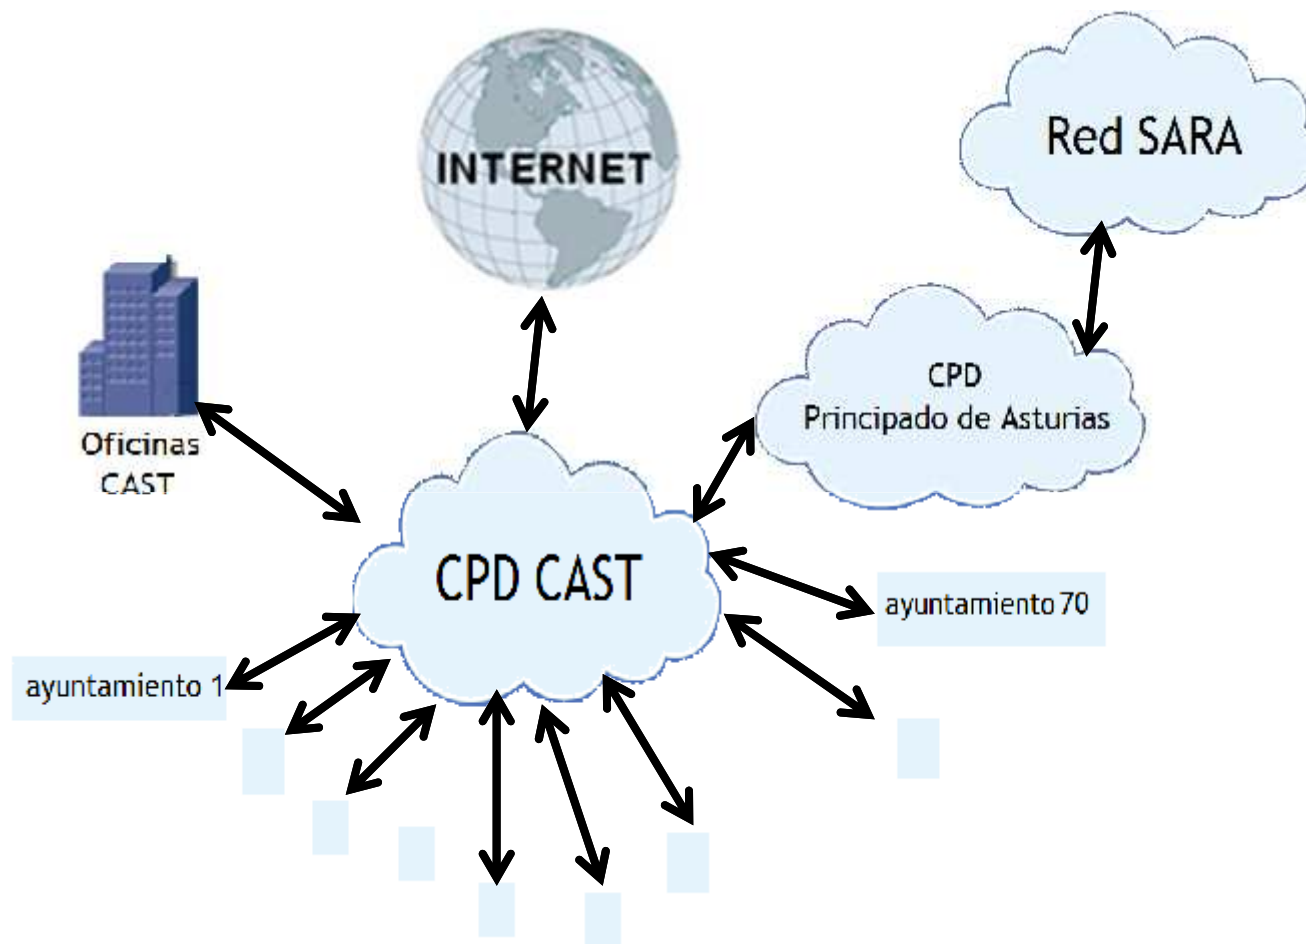 INTERNET
Red SARA
CPD
Principado de Asturias
Oficinas
CAST
CPD CAST
ayuntamiento 70
ayuntamiento 1